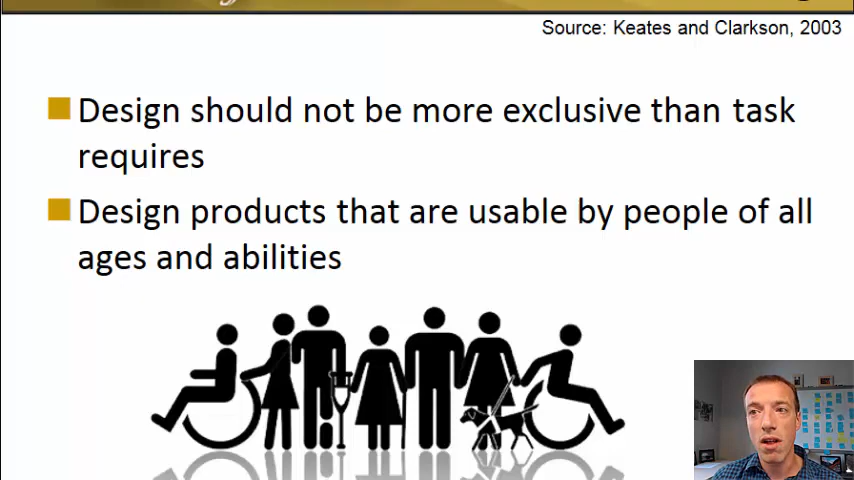 Source: Keates and Clarkson, 2003
Design should not be more exclusive than task
requires
Design products that are usable by people of all
ages and abilities